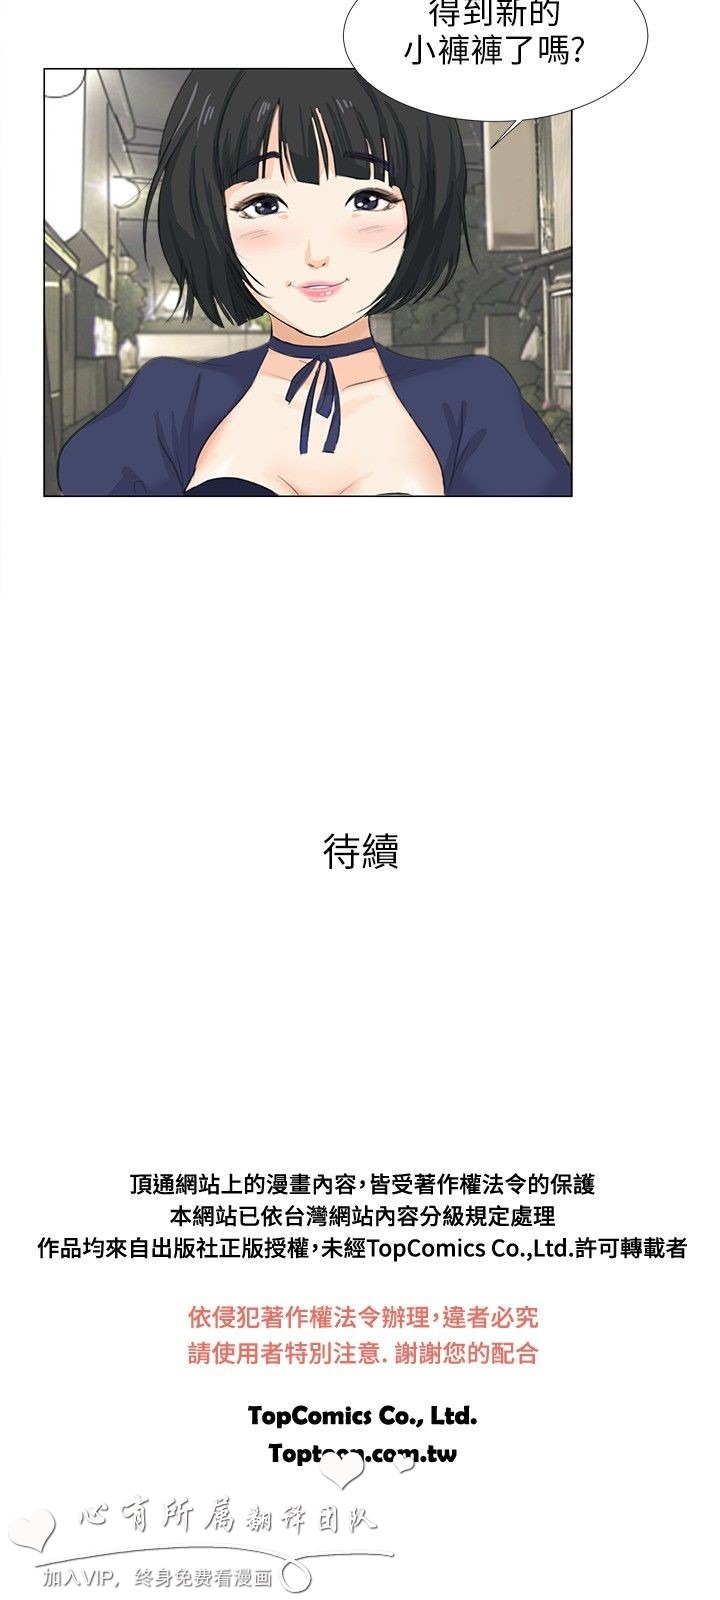 得到新的
小褲褲了嗎?
待續
頂通網站上的漫畫內容，皆受著作權法令的保護
本網站已依台灣網站內容分級規定處理
作品均來自出版社正版授權，未經TopComics Co.,Ltd.許可轉載者
依侵犯著作權法令辦理，違者必究
請使用者特別注意. 謝謝您的配合
TopComics Co., Ltd.
Toptoon.com.tw
心有所属翻译团队
加入VIP，终身免费看漫画